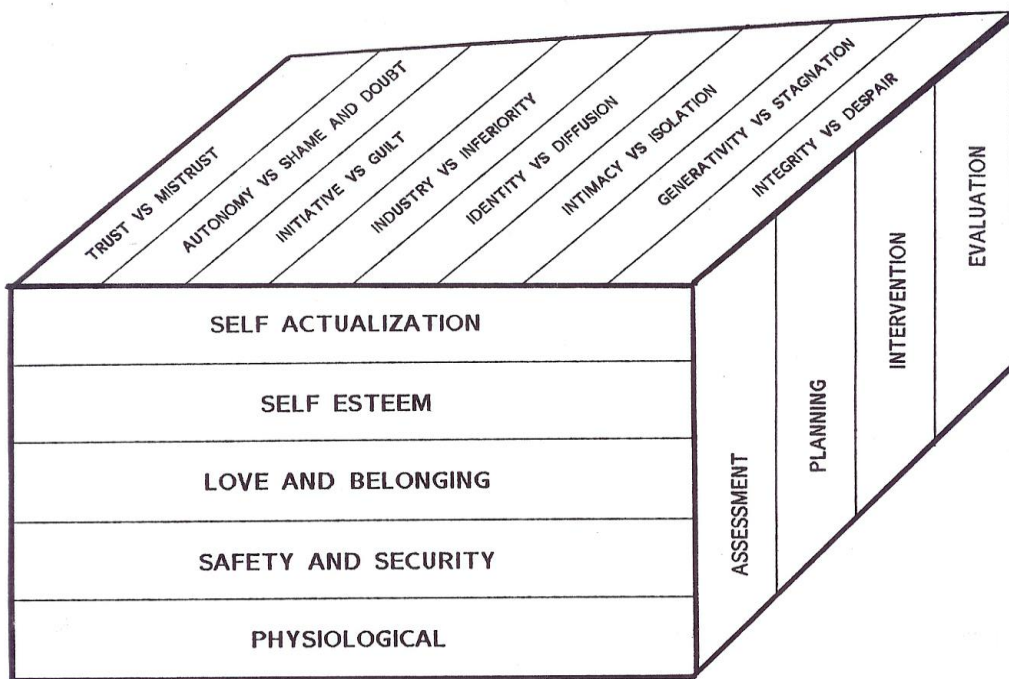 TRUST VS MISTRUST
AUTONOMY VS SHAME AND DOUBT
INITIATIVE VS GUILT
INDUSTRY VS INFERIORITY
IDENTITY VS DIFFUSION
INTIMACY VS ISOLATION
GENERATIVITY VS STAGNATION
INTEGRITY VS DESPAIR
SELF ACTUALIZATION
SELF ESTEEM
LOVE AND BELONGING
SAFETY AND SECURITY
PHYSIOLOGICAL
ASSESSMENT
PLANNING
INTERVENTION
EVALUATION